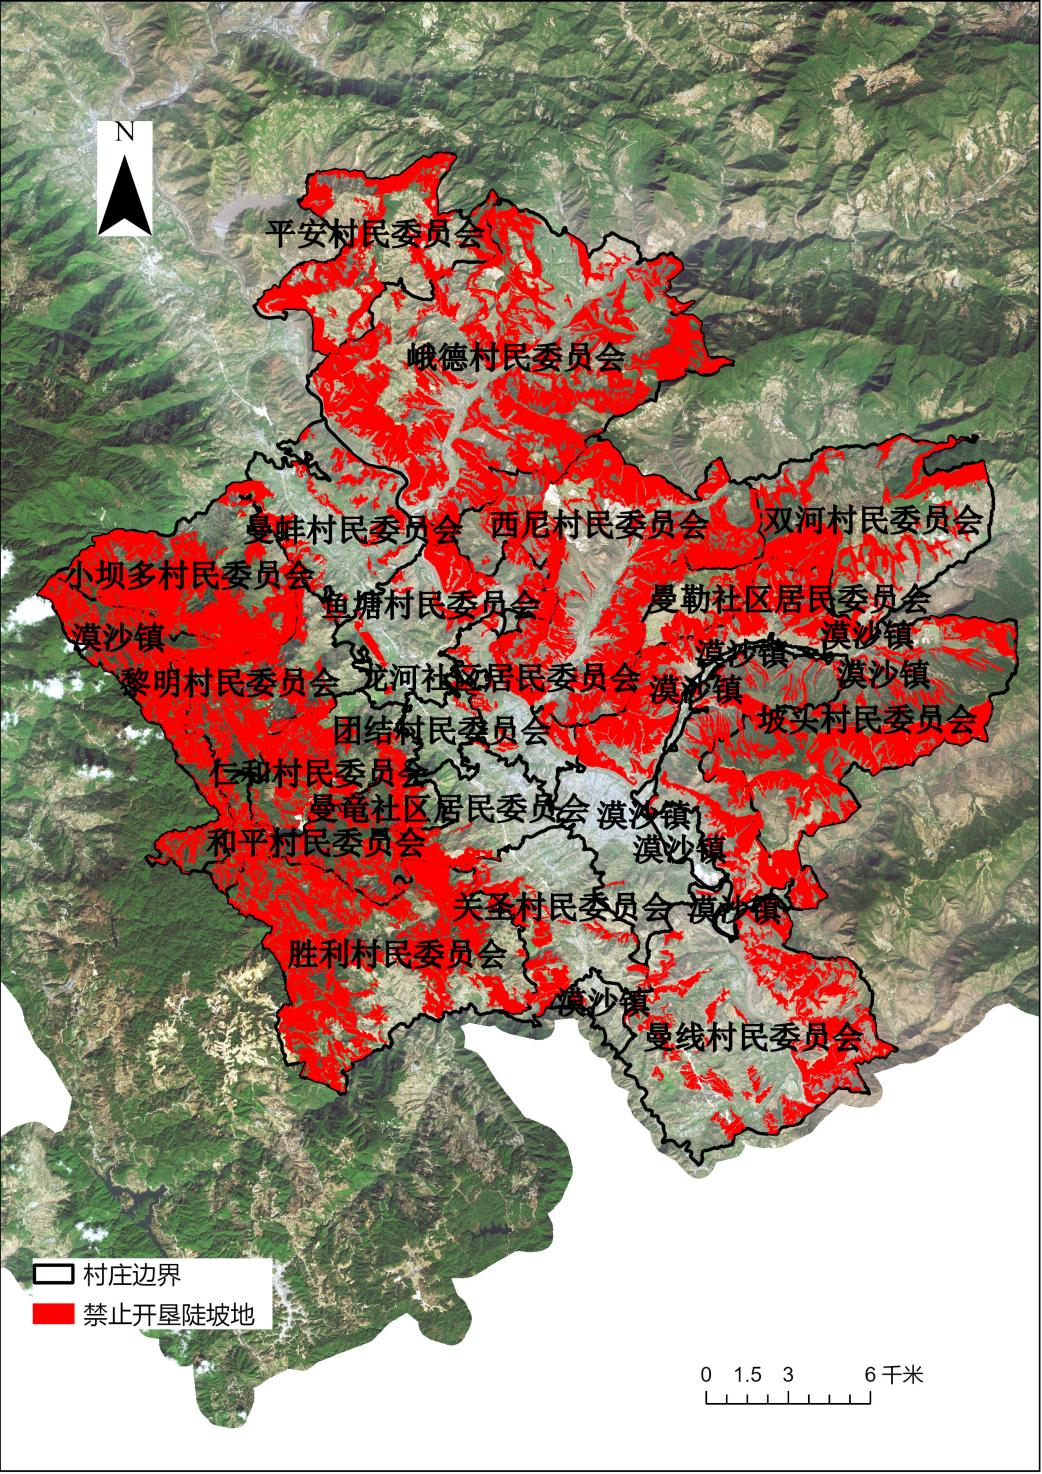 N
平安村民委员会
峨德村民委员会
曼蚌村民委员会
西尼村民委员会
双河村民委员会
小坝多村民委员会
鱼塘村民委员会
曼勒社区居民委员会
漠沙镇
漠沙镇
漠沙镇
黎明村民委员会
龙河社区居民委员会
漠沙镇
漠沙镇
团结村民委员会
坡头村民委员会
仁和村民委员会
曼竜社区居民委员会
漠沙镇
和平村民委员会
漠沙镇
关圣村民委员会
漠沙镇
胜利村民委员会
漠沙镇
曼线村民委员会
村庄边界
禁止开垦陡坡地
0 1.5 3 6 千米